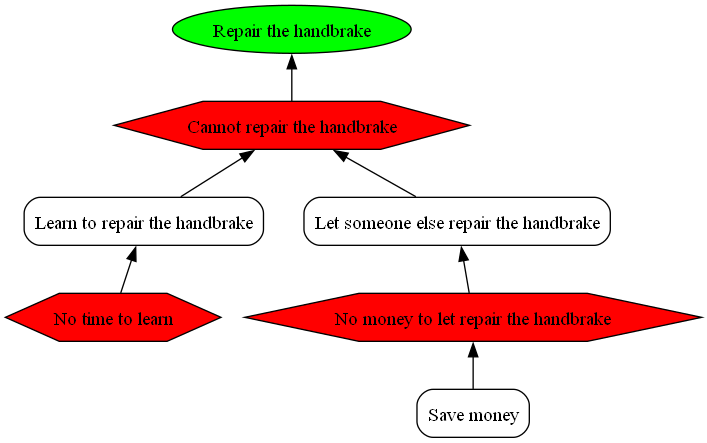 Repair the handbrake
Cannot repair the handbrake
Learn to repair the handbrake
Let someone else repair the handbrake
No time to learn
No money to let repair the handbrake
Save money